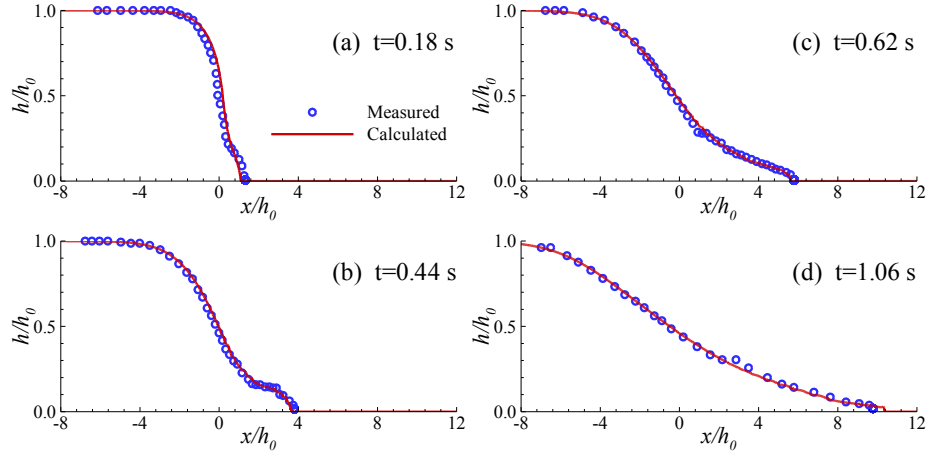 1.0
0.5
0.0
h/h0
-8 -4 0 4 8 12
x/h0
(a) t=0.18 s
Measured
Calculated
1.0
0.5
0.0
h/h0
-8 -4 0 4 8 12
x/h0
(c) t=0.62 s
1.0
0.5
0.0
h/h0
-8 -4 0 4 8 12
x/h0
(b) t=0.44 s
1.0
0.5
0.0
h/h0
-8 -4 0 4 8 12
x/h0
(d) t=1.06 s